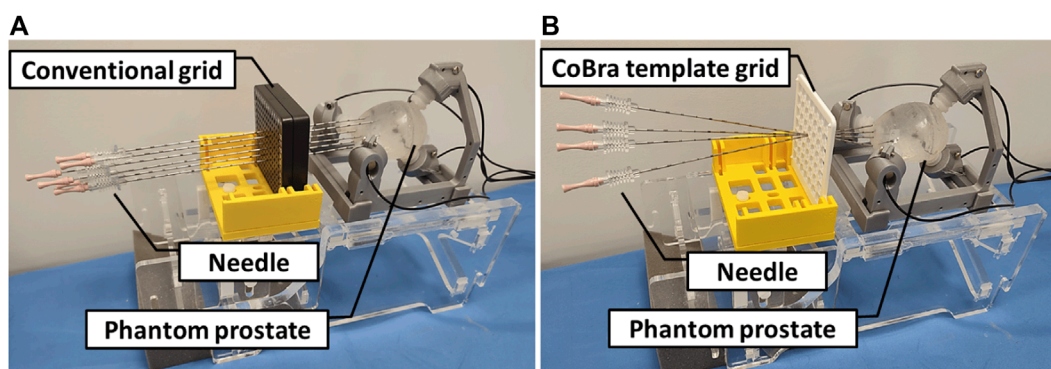 A
Conventional grid
Needle
Phantom prostate
B
CoBra template grid
Needle
Phantom prostate